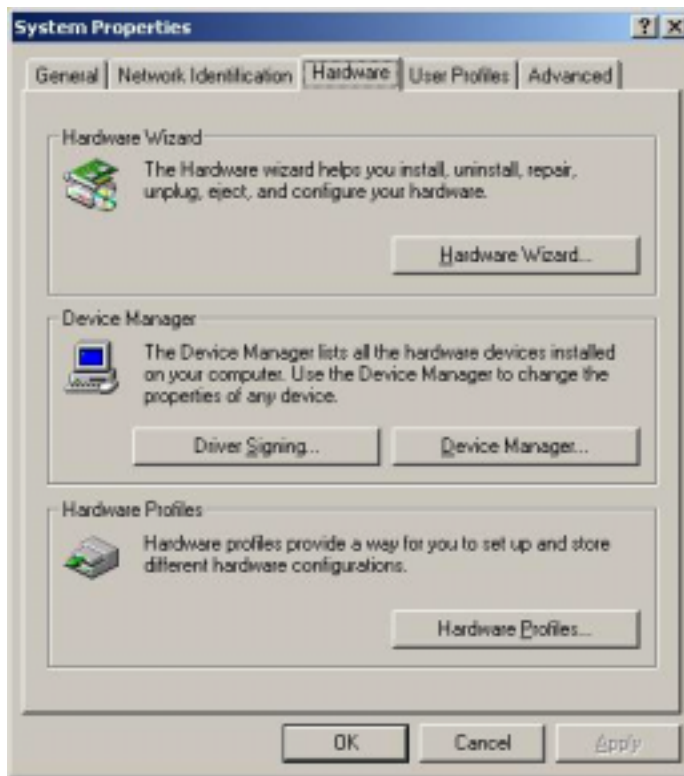 System Properties
General
Network Identification
Hardware
User Profiles
Advanced
Hardware Wizard
The Hardware wizard helps you install, uninstall, repair,
unplug, eject, and configure your hardware.
Hardware Wizard...
Device Manager
The Device Manager lists all the hardware devices installed
on your computer. Use the Device Manager to change the
properties of any device.
Driver Signing...
Device Manager...
Hardware Profiles
Hardware profiles provide a way for you to set up and store
different hardware configurations.
Hardware Profiles...
OK
Cancel
Apply